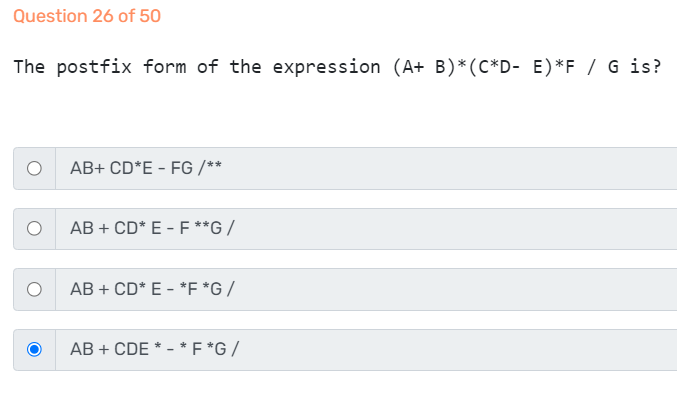 Question 26 of 50
The postfix form of the expression (A+ B)*(C*D- E)*F / G is?
AB+ CD*E - FG /**
AB + CD* E - F **G /
AB + CD* E - *F *G /
AB + CDE * - * F *G /